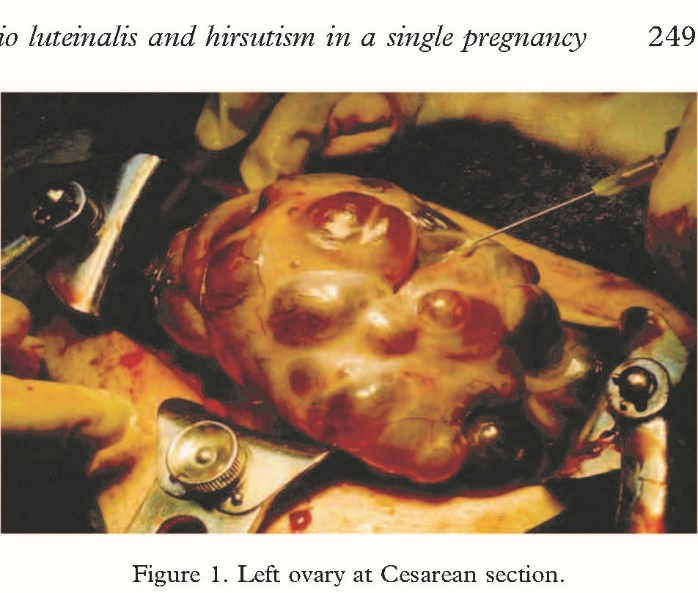 io luteinalis and hirsutism in a single pregnancy 249
Figure 1. Left ovary at Cesarean section.